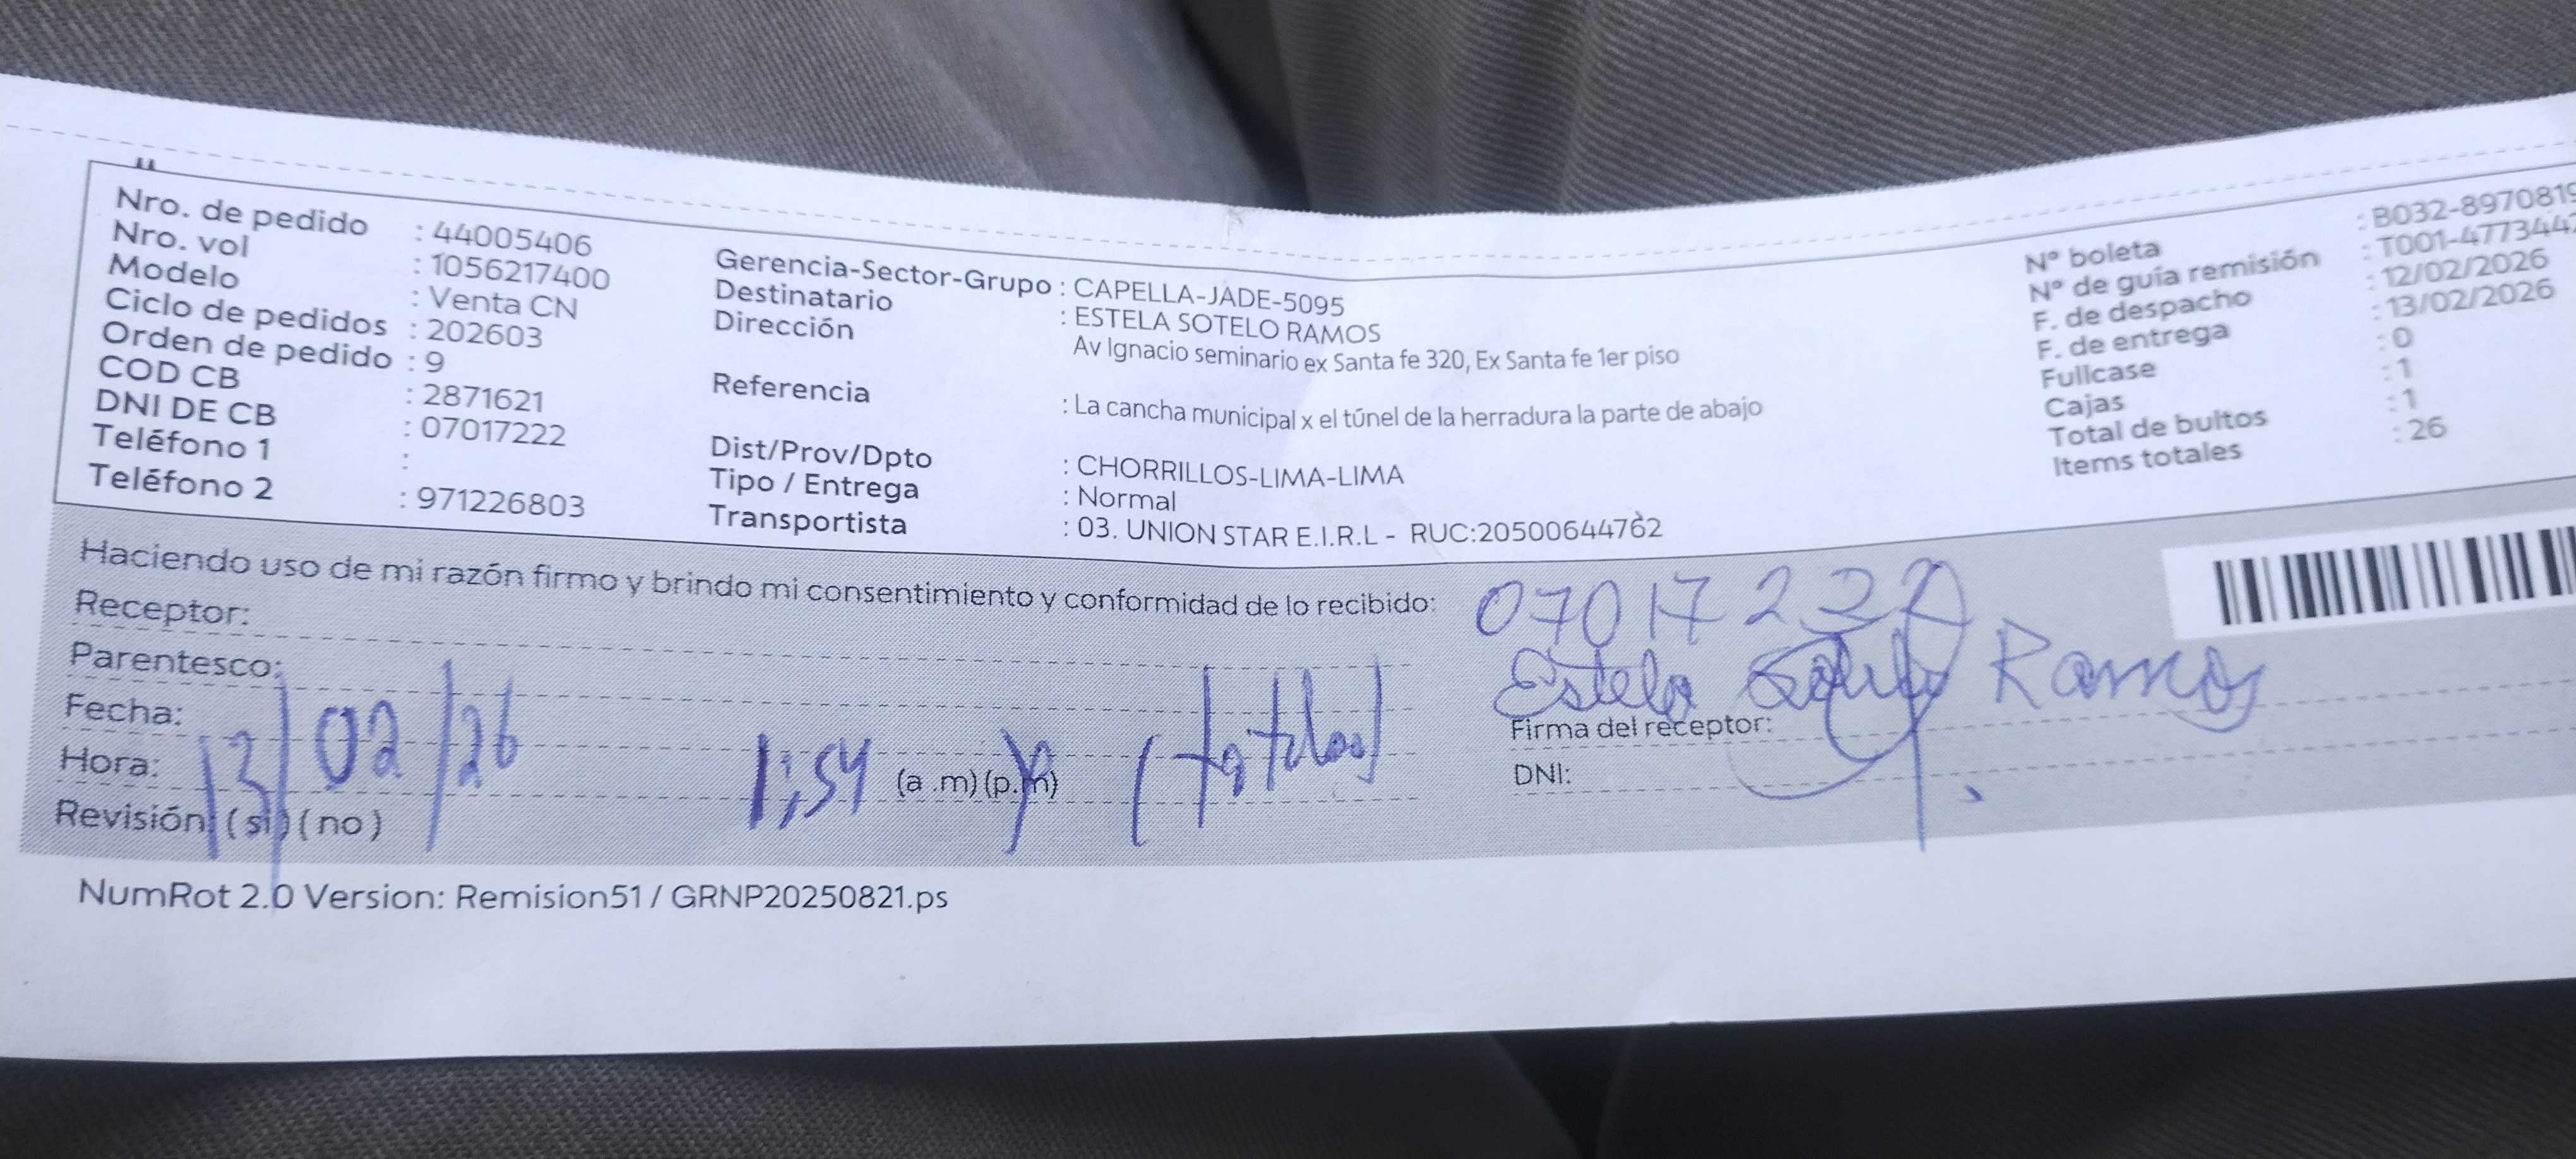 Nro. de pedido : 44005406
Nro. vol : 1056217400
Modelo : Venta CN
Ciclo de pedidos : 202603
Orden de pedido : 9
COD CB : 2871621
DNI DE CB : 07017222
Teléfono 1 :
Teléfono 2 : 971226803
Gerencia-Sector-Grupo : CAPELLA-JADE-5095
Destinatario : ESTELA SOTELO RAMOS
Dirección : Av Ignacio seminario ex Santa fe 320, Ex Santa fe 1er piso
Referencia : La cancha municipal x el túnel de la herradura la parte de abajo
Dist/Prov/Dpto : CHORRILLOS-LIMA-LIMA
Tipo / Entrega : Normal
Transportista : 03. UNION STAR E.I.R.L - RUC:20500644762
Nº boleta : B032-8970819
Nº de guía remisión : T001-4773442
F. de despacho : 12/02/2026
F. de entrega : 13/02/2026
Fullcase : 0
Cajas : 1
Total de bultos : 1
Items totales : 26
Haciendo uso de mi razón firmo y brindo mi consentimiento y conformidad de lo recibido:
Receptor:
Parentesco:
Fecha:
Hora: 13/02/26 1:54 (a .m) (p.m)
Revisión: (si) (no)
07017222
Estela Ramos
Firma del receptor:
DNI:
NumRot 2.0 Version: Remision51 / GRNP20250821.ps